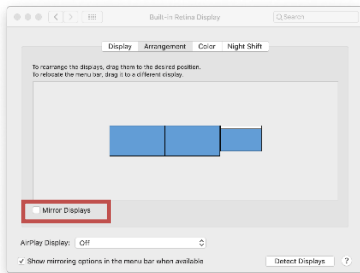 Built-in Retina Display
Search
Display Arrangement Color Night Shift
To rearrange the displays, drag them to the desired position.
To relocate the menu bar, drag it to a different display.
Mirror Displays
AirPlay Display: Off
Show mirroring options in the menu bar when available
Detect Displays ?